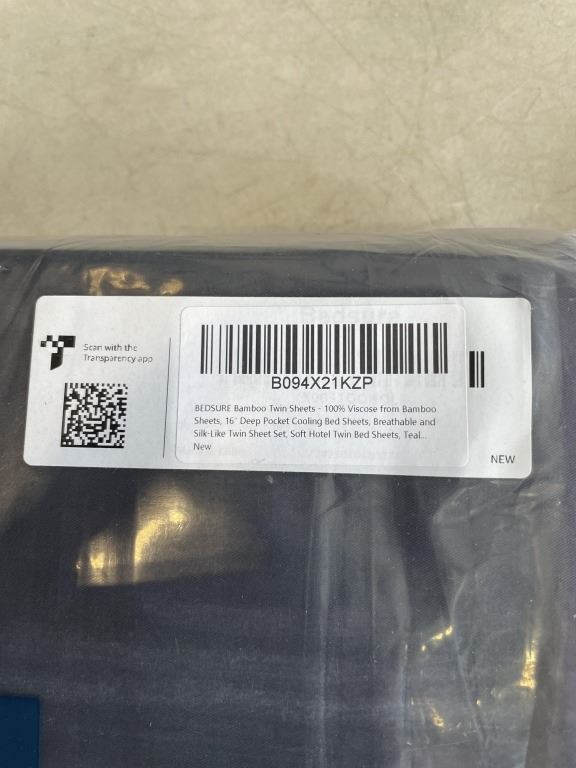 Bedsure
Scan with the
Transparency app
B094X21KZP
BEDSURE Bamboo Twin Sheets - 100% Viscose from Bamboo
Sheets, 16" Deep Pocket Cooling Bed Sheets, Breathable and
Silk-Like Twin Sheet Set, Soft Hotel Twin Bed Sheets, Teal...
New
NEW